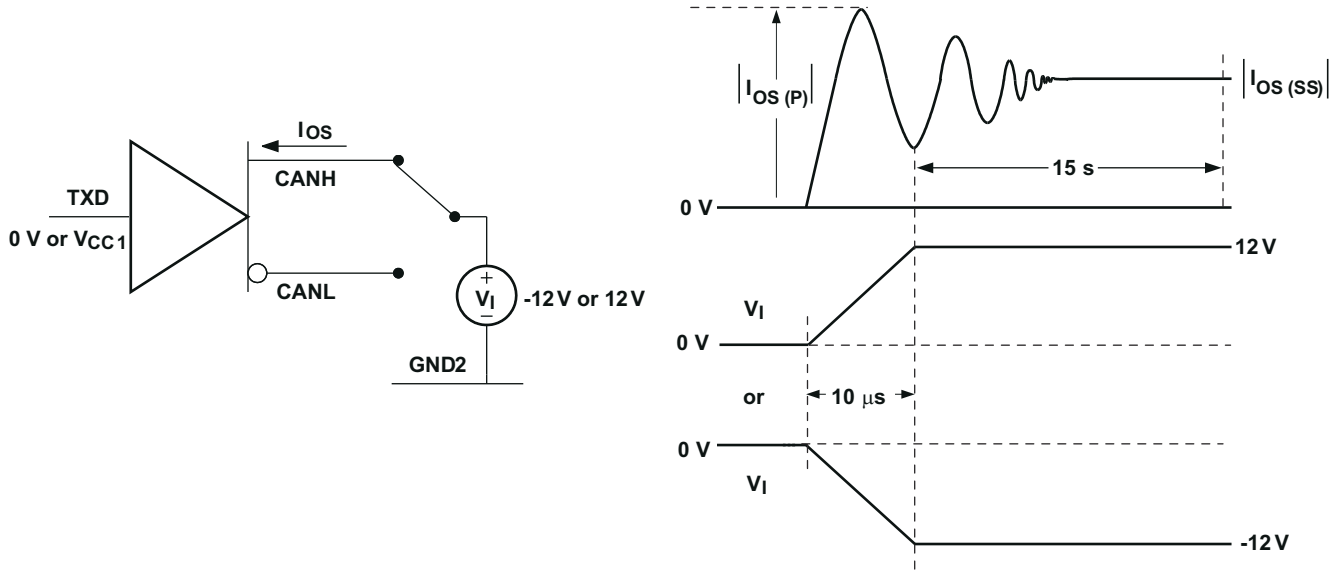 TXD
0 V or VCC1
IOS
CANH
CANL
+
VI
−
-12 V or 12 V
GND2
|IOS (P)|
|IOS (SS)|
15 s
0 V
12 V
VI
0 V
or
10 μs
0 V
VI
-12 V